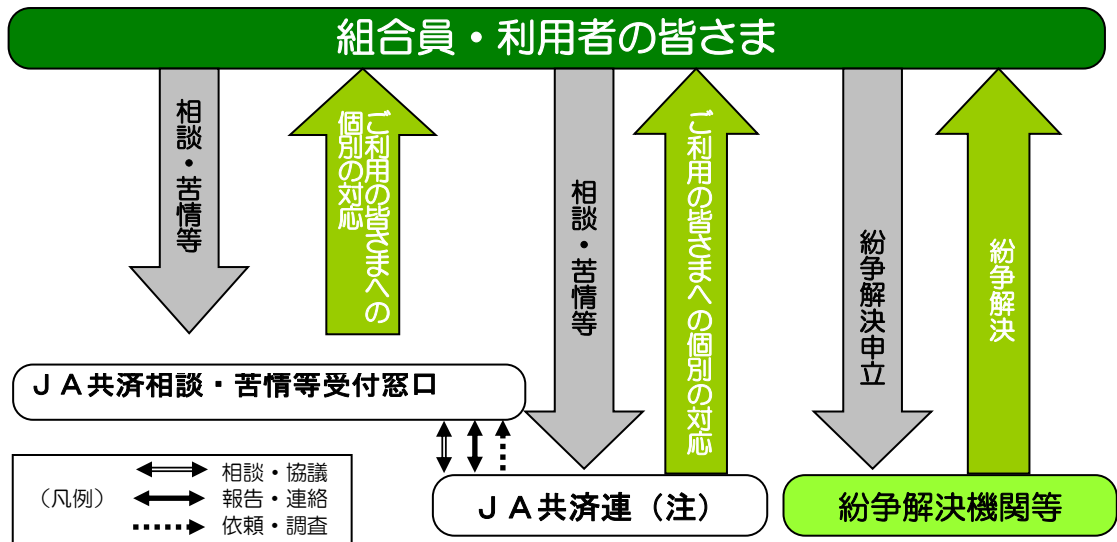 組合員・利用者の皆さま
相談・苦情等
ご利用の皆さまへの
個別の対応
相談・苦情等
ご利用の皆さまへの個別の対応
紛争解決申立
紛争解決
ＪＡ共済相談・苦情等受付窓口
（凡例）
相談・協議
報告・連絡
依頼・調査
ＪＡ共済連（注）
紛争解決機関等